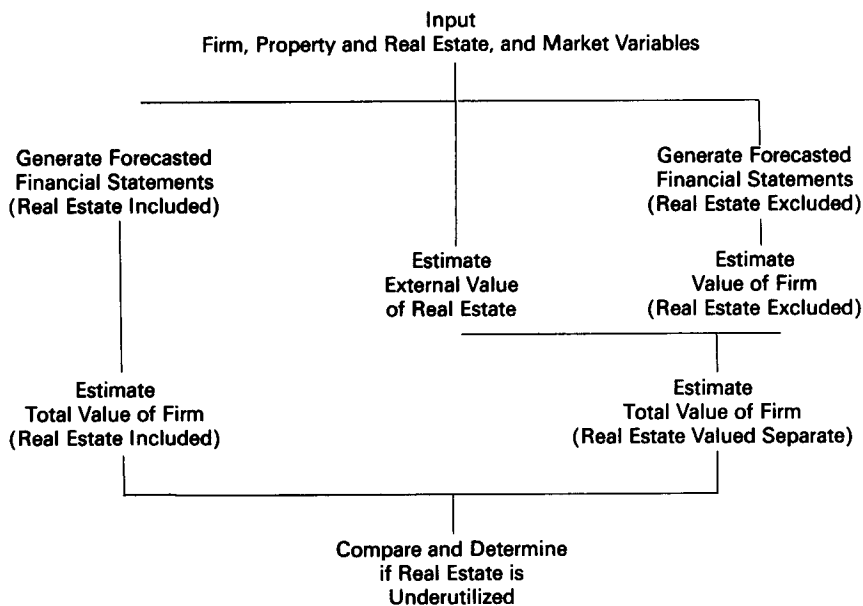 Input
Firm, Property and Real Estate, and Market Variables
Generate Forecasted
Financial Statements
(Real Estate Included)
Generate Forecasted
Financial Statements
(Real Estate Excluded)
Estimate
External Value
of Real Estate
Estimate
Value of Firm
(Real Estate Excluded)
Estimate
Total Value of Firm
(Real Estate Included)
Estimate
Total Value of Firm
(Real Estate Valued Separate)
Compare and Determine
if Real Estate is
Underutilized